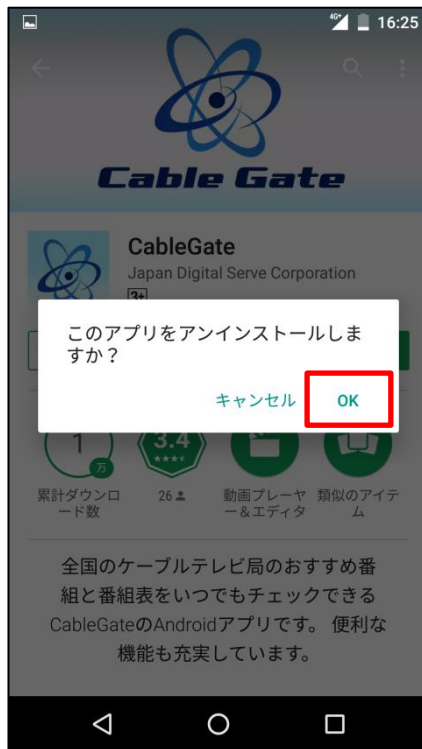 4G+ 16:25
Cable Gate
CableGate
Japan Digital Serve Corporation
3+
このアプリをアンインストールしま
すか？
キャンセル OK
1
万
3.4
累計ダウンロ
ード数
26
動画プレーヤ
ー＆エディタ
類似のアイテ
ム
全国のケーブルテレビ局のおすすめ番
組と番組表をいつでもチェックできる
CableGateのAndroidアプリです。 便利な
機能も充実しています。